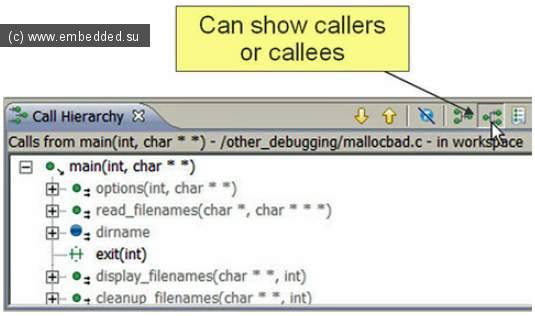 (c) www.embedded.su
Can show callers
or callees
Call Hierarchy
Calls from main(int, char * *) - /other_debugging/mallocbad.c - in workspace
main(int, char * *)
options(int, char * *)
read_filenames(char *, char * * *)
dirname
exit(int)
display_filenames(char * *, int)
cleanup_filenames(char * *, int)